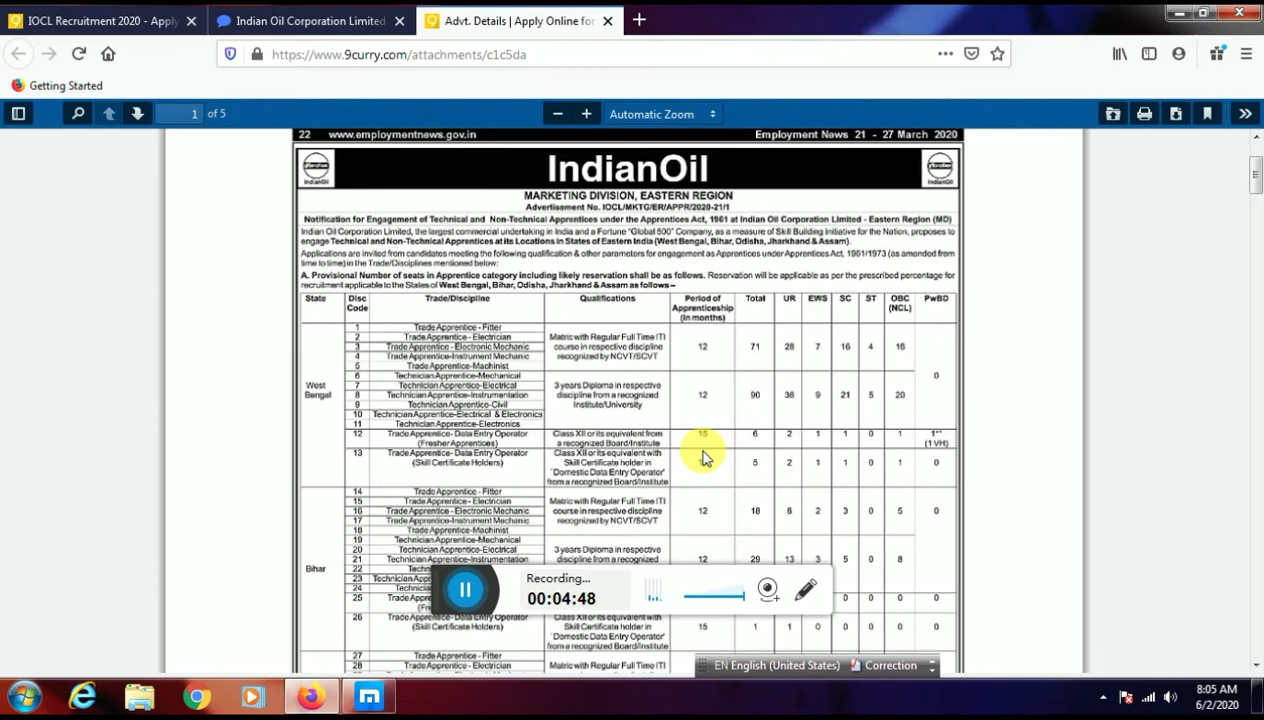 IOCL Recruitment 2020 - Apply
Indian Oil Corporation Limited
Advt. Details | Apply Online for
https://www.9curry.com/attachments/c1c5da
Getting Started
1 of 5
Automatic Zoom
22 www.employmentnews.gov.in Employment News 21 - 27 March 2020
IndianOil
IndianOil IndianOil
MARKETING DIVISION, EASTERN REGION
Advertisement No. IOCL/MKTG/ER/APPR/2020-21/1
Notification for Engagement of Technical and Non-Technical Apprentices under the Apprentices Act, 1961 at Indian Oil Corporation Limited - Eastern Region (MD)
Indian Oil Corporation Limited, the largest commercial undertaking in India and a Fortune "Global 500" Company, as a measure of Skill Building Initiative for the Nation, proposes to
engage Technical and Non-Technical Apprentices at its Locations in States of Eastern India (West Bengal, Bihar, Odisha, Jharkhand & Assam).
Applications are invited from candidates meeting the following qualification & other parameters for engagement as Apprentices under Apprentices Act, 1961/1973 (as amended from
time to time) in the Trade/Disciplines mentioned below:
A. Provisional Number of seats in Apprentice category including likely reservation shall be as follows. Reservation will be applicable as per the prescribed percentage for
recruitment applicable to the States of West Bengal, Bihar, Odisha, Jharkhand & Assam as follows –
State Disc Code Trade/Discipline Qualifications Period of Apprenticeship (in months) Total UR EWS SC ST OBC (NCL) PwBD
West Bengal
1 Trade Apprentice - Fitter
2 Trade Apprentice - Electrician
3 Trade Apprentice - Electronic Mechanic
4 Trade Apprentice-Instrument Mechanic
5 Trade Apprentice-Machinist
Matric with Regular Full Time ITI
course in respective discipline
recognized by NCVT/SCVT
12 71 28 7 16 4 16
6 Technician Apprentice-Mechanical
7 Technician Apprentice-Electrical
8 Technician Apprentice-Instrumentation
9 Technician Apprentice-Civil
10 Technician Apprentice-Electrical & Electronics
11 Technician Apprentice-Electronics
3 years Diploma in respective
discipline from a recognized
Institute/University
12 90 36 9 21 5 20
0
12 Trade Apprentice- Data Entry Operator
(Fresher Apprentices)
Class XII or its equivalent from
a recognized Board/Institute
15 6 2 1 1 0 1 1**
(1 VH)
13 Trade Apprentice- Data Entry Operator
(Skill Certificate Holders)
Class XII or its equivalent with
Skill Certificate holder in
'Domestic Data Entry Operator'
from a recognized Board/Institute
5 2 1 1 0 1 0
Bihar
14 Trade Apprentice - Fitter
15 Trade Apprentice - Electrician
16 Trade Apprentice - Electronic Mechanic
17 Trade Apprentice-Instrument Mechanic
18 Trade Apprentice-Machinist
Matric with Regular Full Time ITI
course in respective discipline
recognized by NCVT/SCVT
12 18 8 2 3 0 5 0
19 Technician Apprentice-Mechanical
20 Technician Apprentice-Electrical
21 Technician Apprentice-Instrumentation
22
23
24
3 years Diploma in respective
discipline from a recognized
12 29 13 3 5 0 8
25 0 0 0 0
26 Trade Apprentice- Data Entry Operator
(Skill Certificate Holders)
Class XII or its equivalent with
Skill Certificate holder in
'Domestic Data Entry Operator'
from a recognized Board/Institute
15 1 1 0 0 0 0 0
27 Trade Apprentice - Fitter
28 Trade Apprentice - Electrician
Matric with Regular Full Time ITI
Recording...
00:04:48
EN English (United States) Correction
8:05 AM
6/2/2020